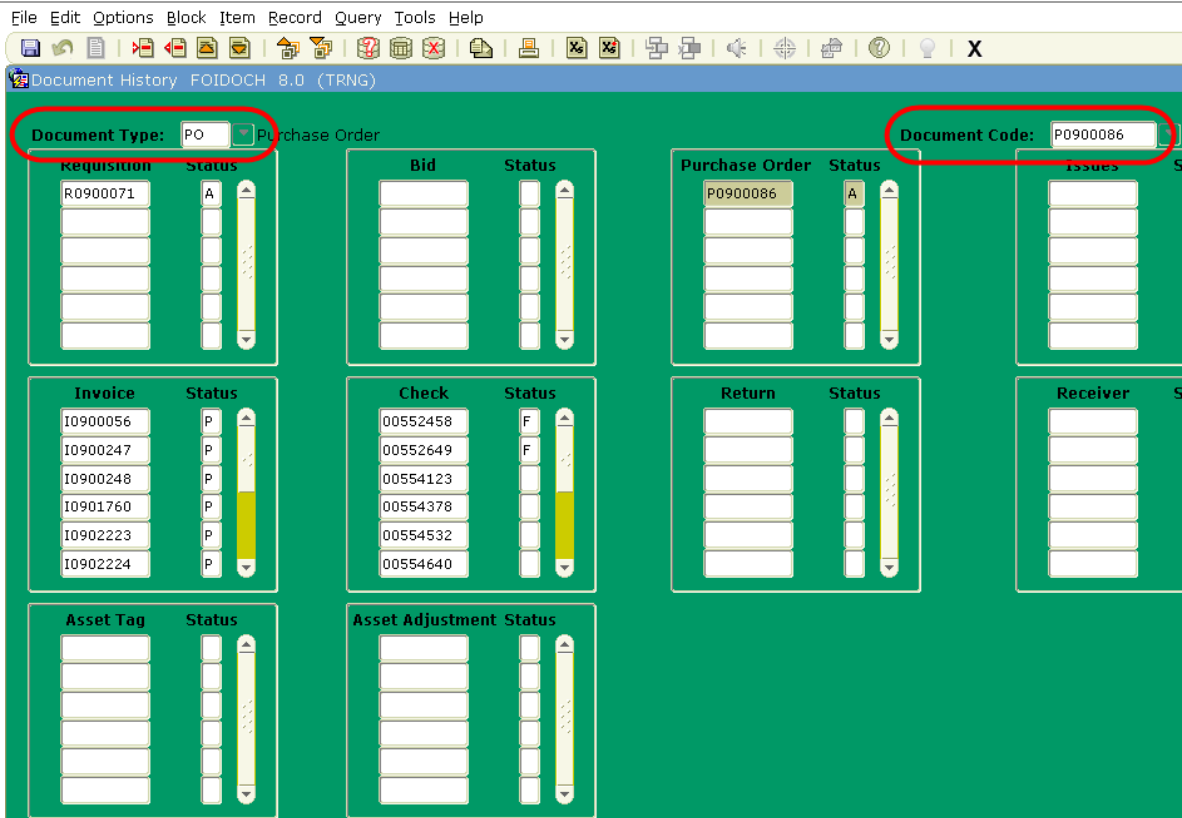 File Edit Options Block Item Record Query Tools Help
X
Document History FOIDOCH 8.0 (TRNG)
Document Type: PO Purchase Order Document Code: P0900086
Requisition Status Bid Status Purchase Order Status Issues S
R0900071 A P0900086 A
Invoice Status Check Status Return Status Receiver S
I0900056 P 00552458 F
I0900247 P 00552649 F
I0900248 P 00554123
I0901760 P 00554378
I0902223 P 00554532
I0902224 P 00554640
Asset Tag Status Asset Adjustment Status